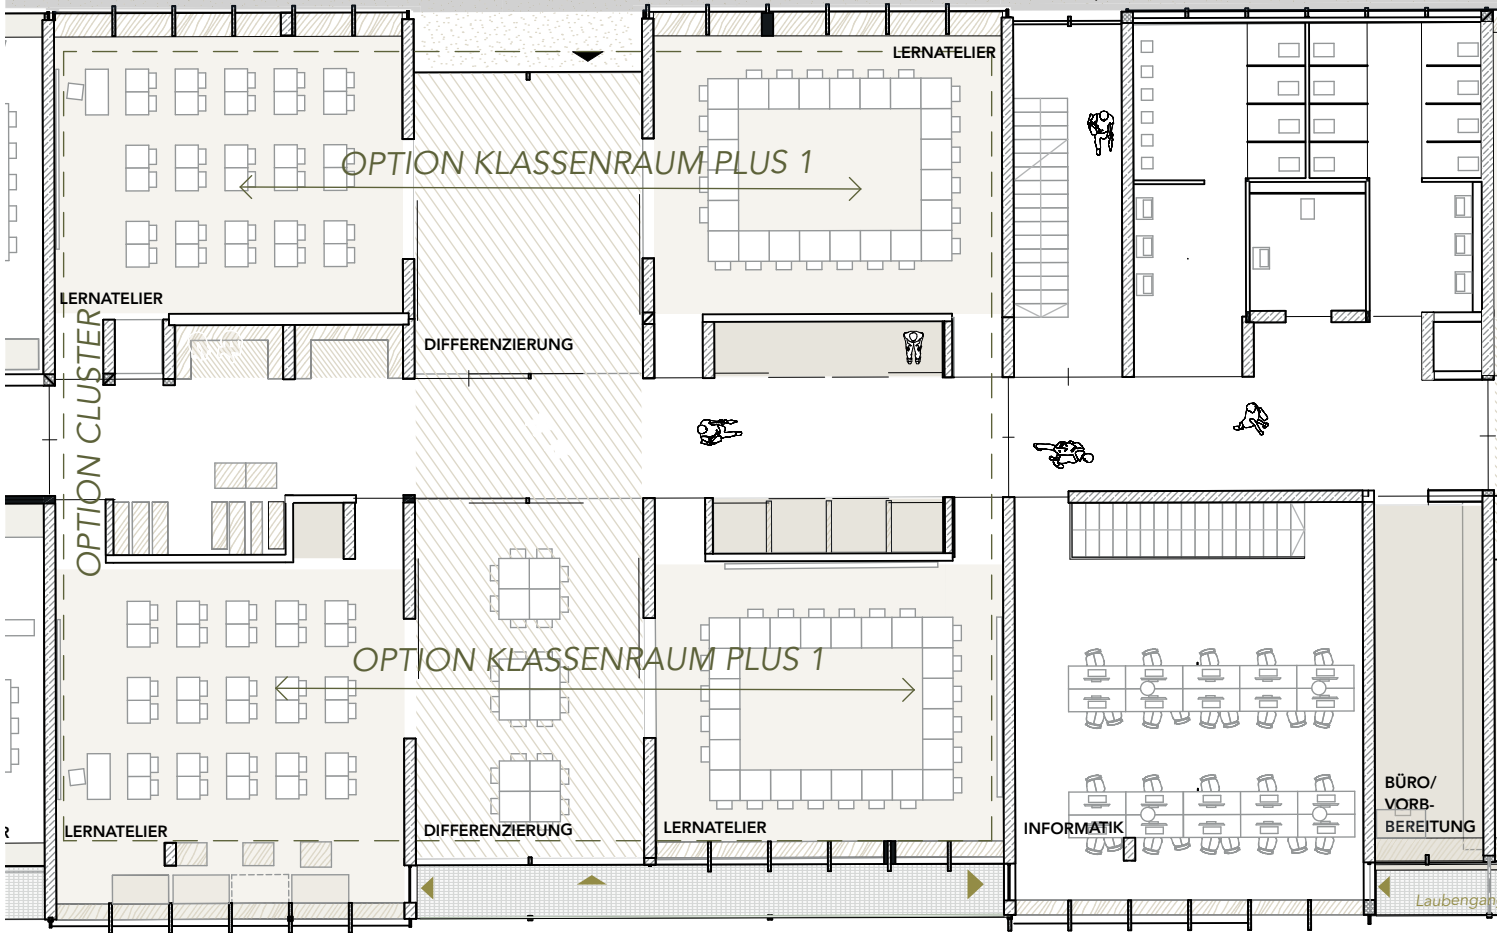 LERNATELIER
OPTION KLASSENRAUM PLUS 1
LERNATELIER
DIFFERENZIERUNG
OPTION CLUSTER
OPTION KLASSENRAUM PLUS 1
LERNATELIER
DIFFERENZIERUNG
LERNATELIER
INFORMATIK
BÜRO/
VORB-
BEREITUNG
R
Laubengan